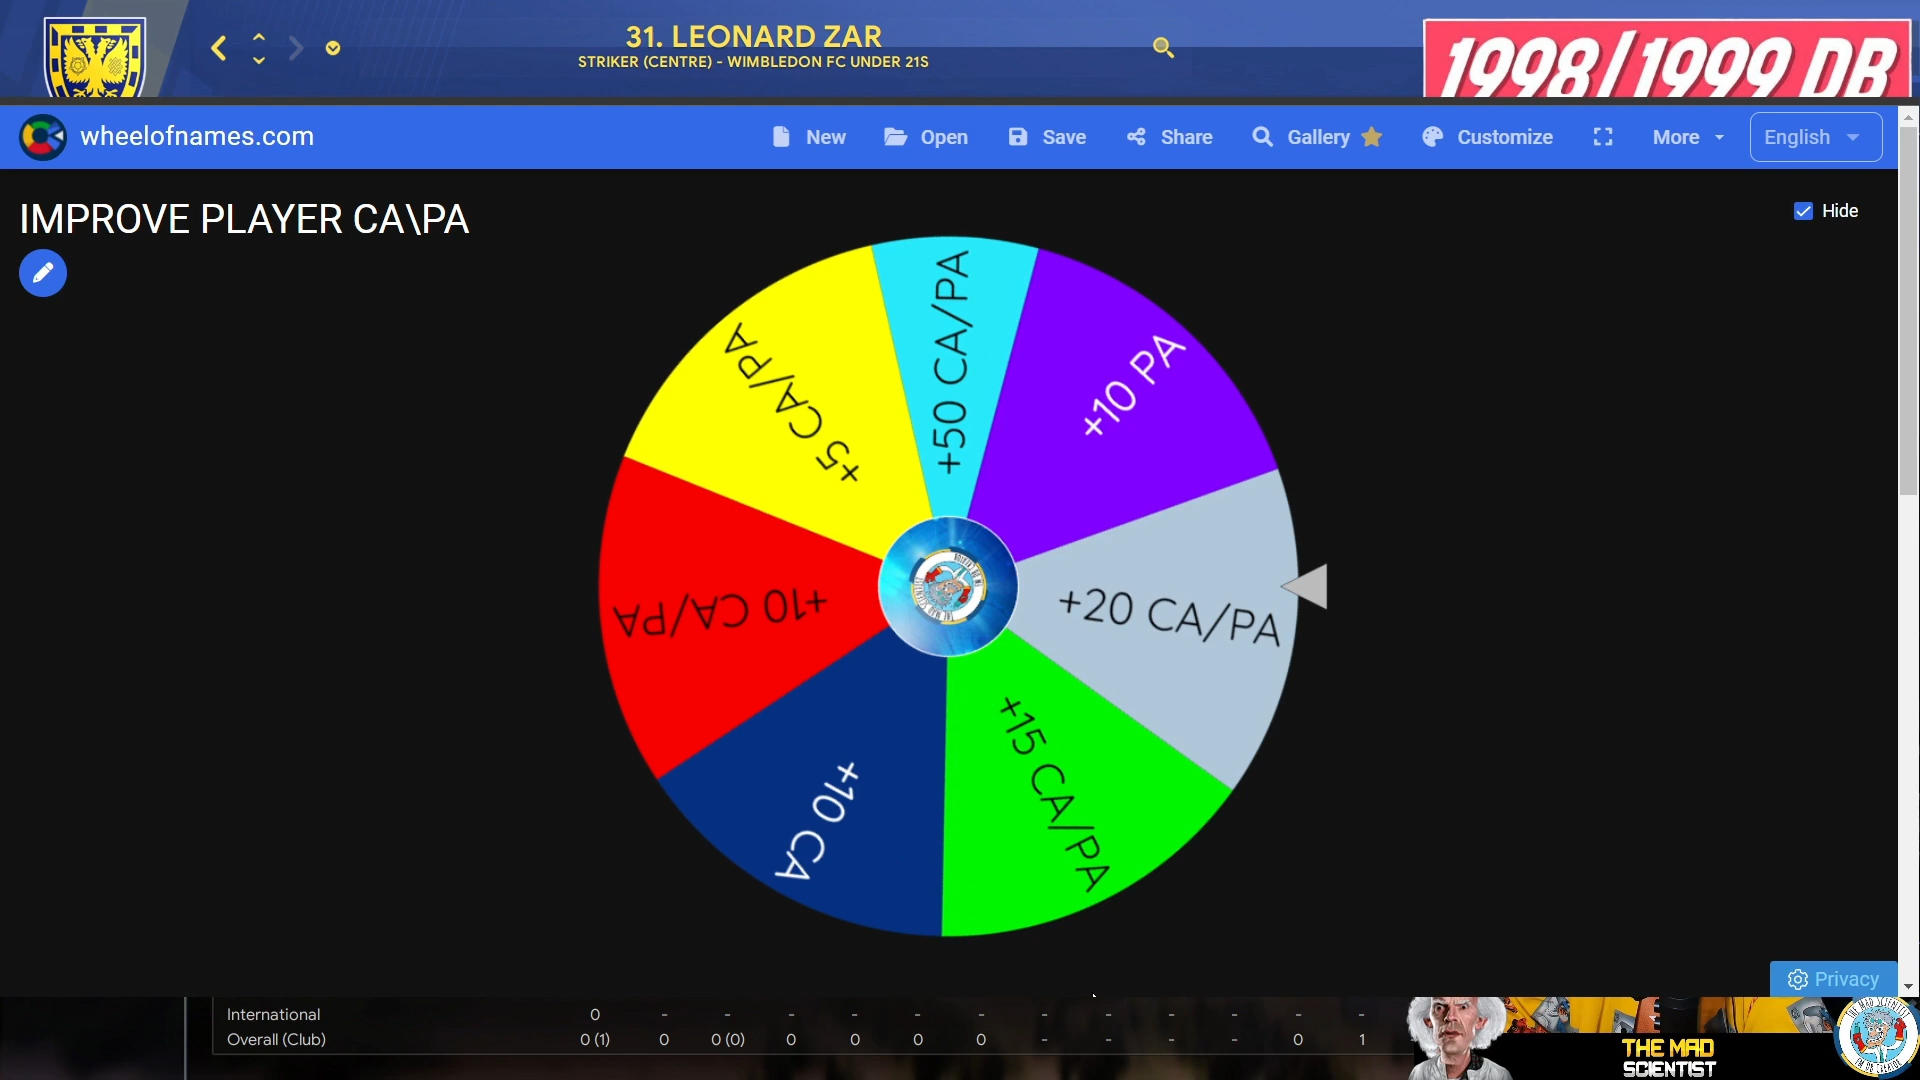 31. LEONARD ZAR
STRIKER (CENTRE) - WIMBLEDON FC UNDER 21S
1998/1999 DB
wheelofnames.com
New
Open
Save
Share
Gallery
Customize
More
English
IMPROVE PLAYER CA\PA
Hide
+50 CA/PA
+10 PA
+5 CA/PA
+20 CA/PA
+10 CA/PA
+15 CA/PA
+10 CA
Privacy
International 0 - - - - - - - - - - - -
Overall (Club) 0 (1) 0 0 (0) 0 0 0 0 - - - - 0 1
THE MAD
SCIENTIST